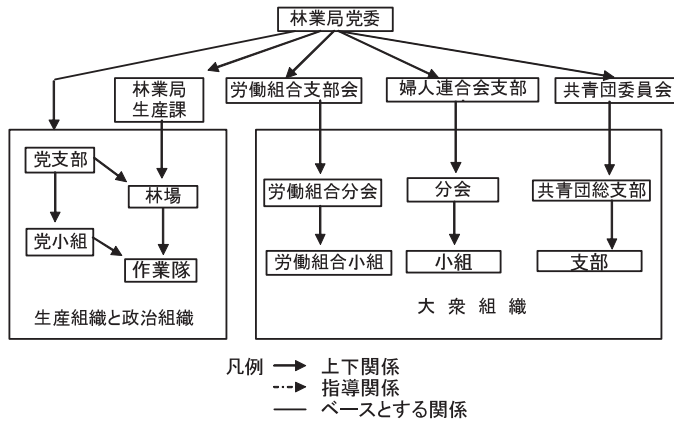 林業局党委
林業局
生産課
労働組合支部会
婦人連合会支部
共青団委員会
党支部
林場
労働組合分会
分会
共青団総支部
党小組
作業隊
労働組合小組
小組
支部
生産組織と政治組織
大衆組織
凡例
上下関係
指導関係
ベースとする関係